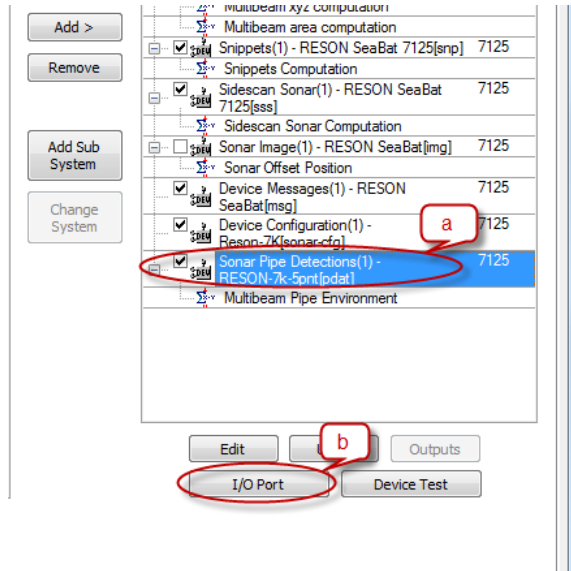 Multibeam xyz computation
Add >
Multibeam area computation
Snippets(1) - RESON SeaBat 7125[snp] 7125
Remove
Snippets Computation
Sidescan Sonar(1) - RESON SeaBat 7125
7125[sss]
Sidescan Sonar Computation
Add Sub
System
Sonar Image(1) - RESON SeaBat[img] 7125
Sonar Offset Position
Device Messages(1) - RESON 7125
SeaBat[msg]
Change
System
Device Configuration(1) - 7125
Reson-7K[sonar-cfg]
a
Sonar Pipe Detections(1) - 7125
RESON-7k-5pnt[pdat]
Multibeam Pipe Environment
Edit
b
Outputs
I/O Port
Device Test